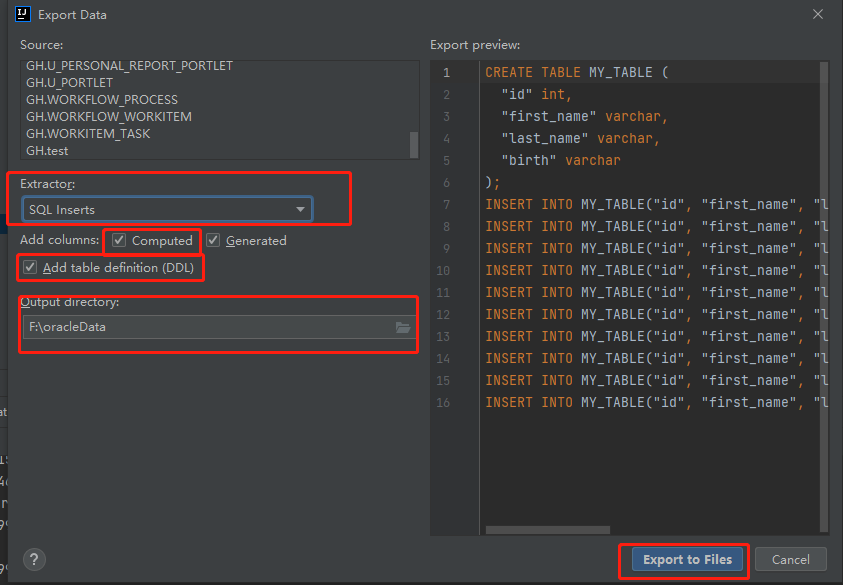 Export Data
Source:
GH.U_PERSONAL_REPORT_PORTLET
GH.U_PORTLET
GH.WORKFLOW_PROCESS
GH.WORKFLOW_WORKITEM
GH.WORKITEM_TASK
GH.test
Extractor:
SQL Inserts
Add columns: Computed Generated
Add table definition (DDL)
Output directory:
F:\oracleData
Export preview:
1 CREATE TABLE MY_TABLE (
2 "id" int,
3 "first_name" varchar,
4 "last_name" varchar,
5 "birth" varchar
6 );
7 INSERT INTO MY_TABLE("id", "first_name", "l
8 INSERT INTO MY_TABLE("id", "first_name", "l
9 INSERT INTO MY_TABLE("id", "first_name", "l
10 INSERT INTO MY_TABLE("id", "first_name", "l
11 INSERT INTO MY_TABLE("id", "first_name", "l
12 INSERT INTO MY_TABLE("id", "first_name", "l
13 INSERT INTO MY_TABLE("id", "first_name", "l
14 INSERT INTO MY_TABLE("id", "first_name", "l
15 INSERT INTO MY_TABLE("id", "first_name", "l
16 INSERT INTO MY_TABLE("id", "first_name", "l
?
Export to Files
Cancel